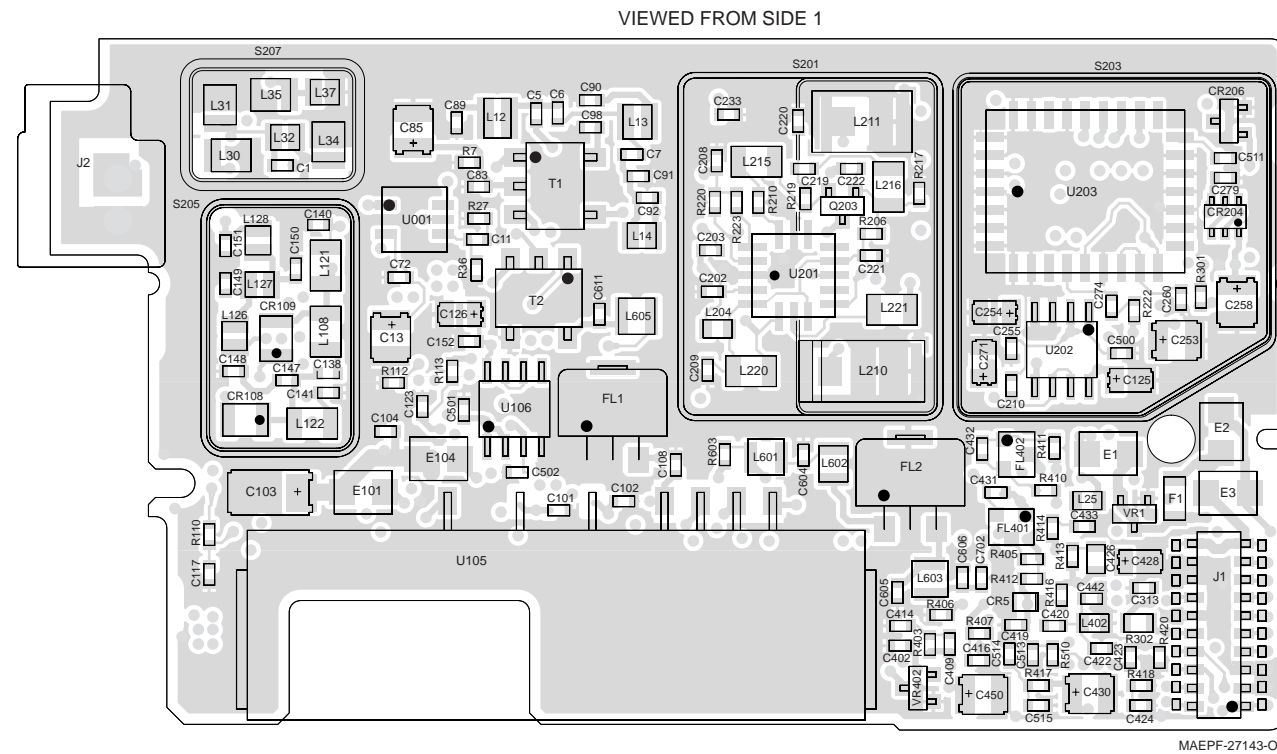 VIEWED FROM SIDE 1
S207
S201
S203
L31
L35
L37
L32
L34
L30
C1
J2
S205
C85
C89
L12
C5
C6
C90
C98
L13
C7
C91
C92
L14
R7
C83
R27
C11
R36
T1
U001
C72
T2
C611
L605
C126
C152
C13
R112
R113
C123
C501
C104
U106
FL1
E104
C502
C101
C102
C108
C103
E101
R110
C117
U105
L128
C140
C151
C150
L121
C149
L127
CR109
L126
L108
C148
C147
C138
C141
CR108
L122
C233
C220
L211
C208
L215
C219
C222
L216
R217
R220
R223
R210
R219
Q203
R206
C203
C221
U201
C202
L204
L221
C209
L220
L210
CR206
C511
C279
CR204
U203
R301
C260
R222
C274
C258
C254
C255
C271
U202
C500
C253
C125
C210
R603
L601
C604
L602
FL2
C432
FL402
R411
E1
E2
C431
R410
L25
F1
E3
C433
VR1
FL401
R414
R405
R413
C426
C428
R412
R416
C442
C313
CR5
J1
C606
C702
L603
C605
R406
C414
R407
C419
C420
L402
R302
R420
C402
R403
C409
C416
C514
C513
R510
C422
C423
VR402
C450
R417
C430
R418
C515
C424
MAEPF-27143-O